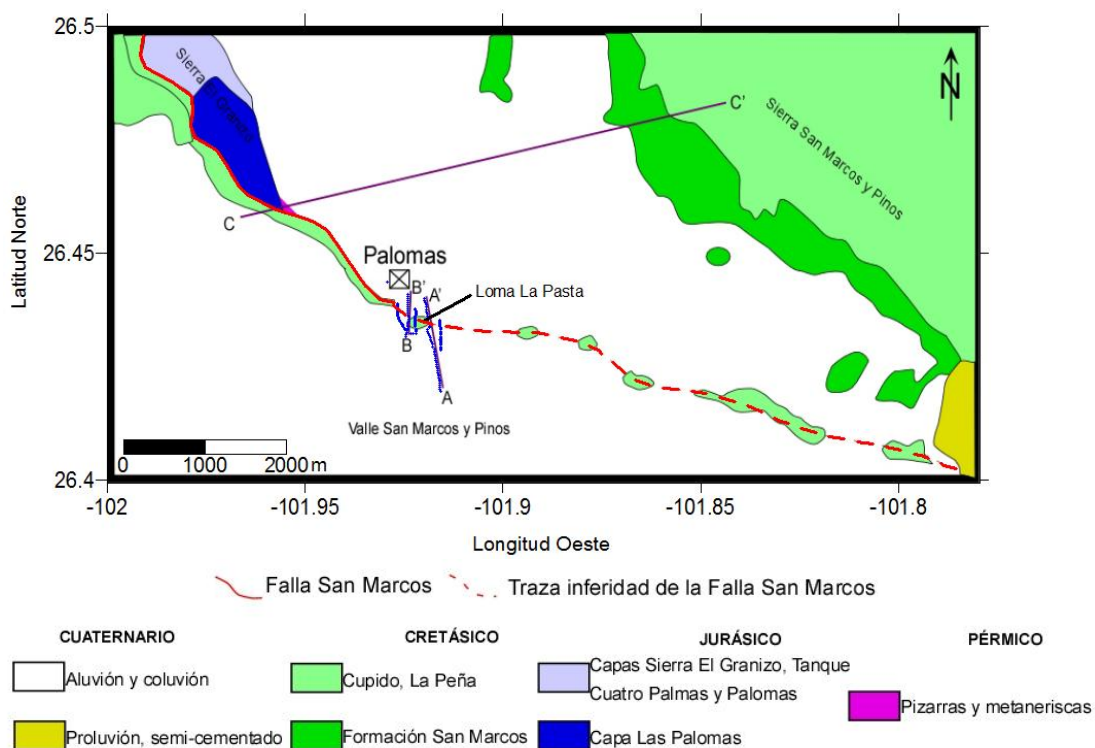 26.5
C'
N
Sierra El Granizo
Sierra San Marcos y Pinos
C
26.45
Latitud Norte
Palomas
B'
A'
Loma La Pasta
B
A
Valle San Marcos y Pinos
0 1000 2000 m
26.4
-102 -101.95 -101.9 -101.85 -101.8
Longitud Oeste
Falla San Marcos
Traza inferidad de la Falla San Marcos
CUATERNARIO CRETÁSICO JURÁSICO PÉRMICO
Aluvión y coluvión
Cupido, La Peña
Capas Sierra El Granizo, Tanque
Cuatro Palmas y Palomas
Pizarras y metaneriscas
Proluvión, semi-cementado
Formación San Marcos
Capa Las Palomas